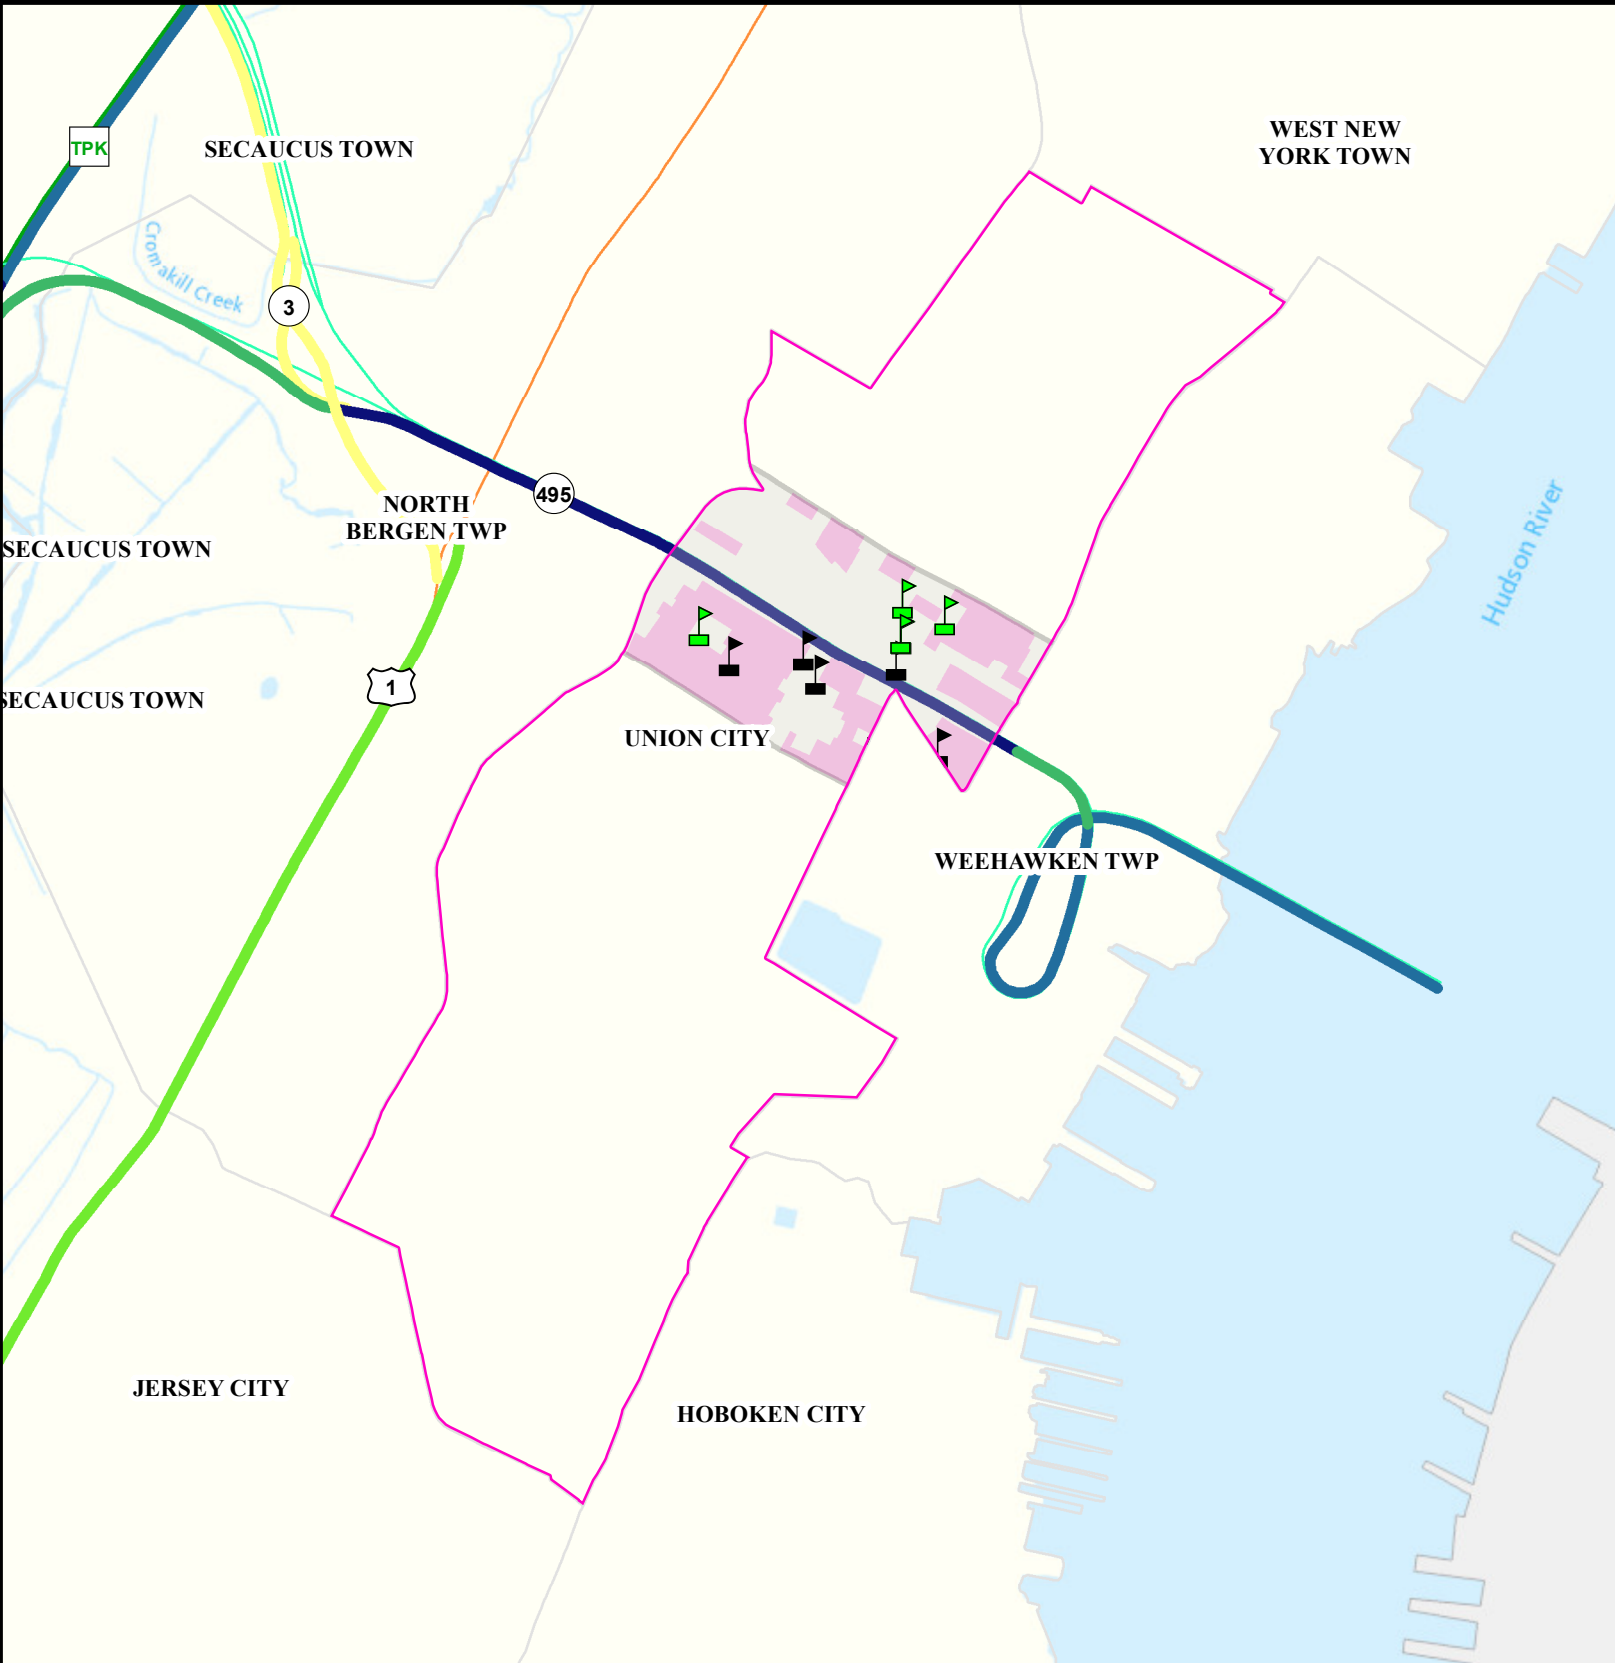 WEST NEW
YORK TOWN
TPK
SECAUCUS TOWN
Cromakill Creek
3
495
NORTH
BERGEN TWP
SECAUCUS TOWN
Hudson River
1
SECAUCUS TOWN
UNION CITY
WEEHAWKEN TWP
JERSEY CITY
HOBOKEN CITY